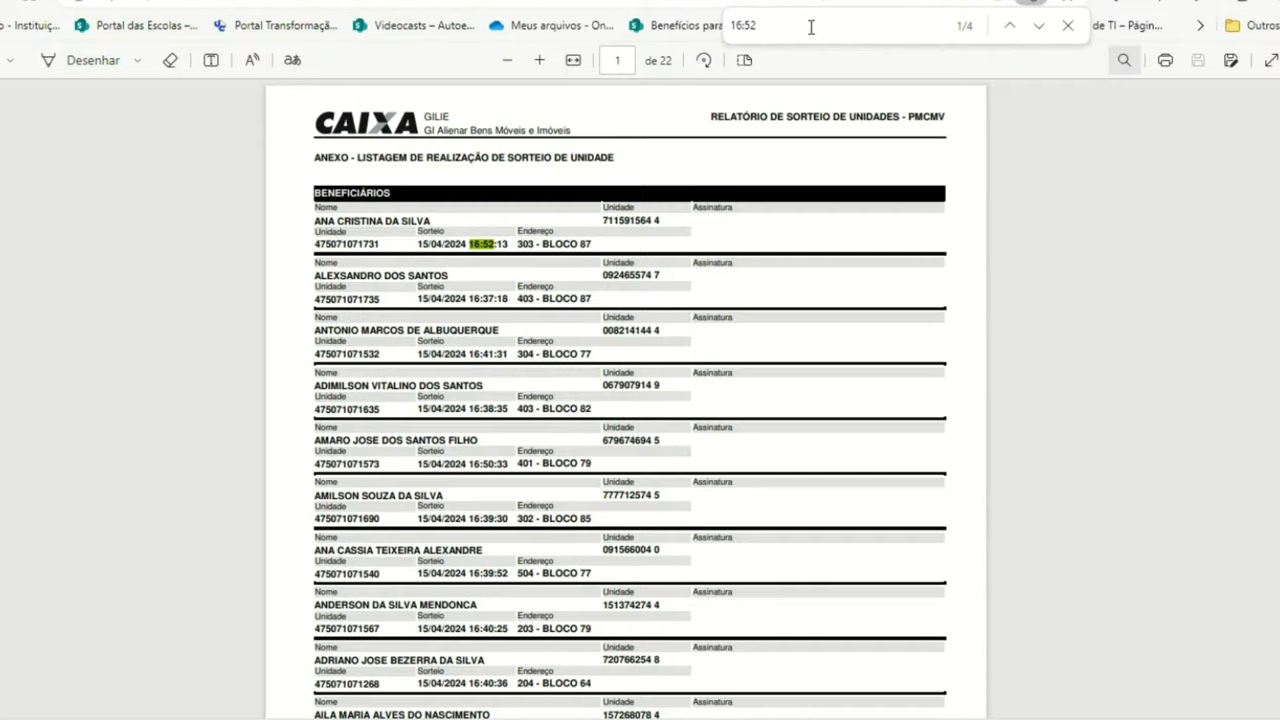 o - Instituiç...
Portal das Escolas –...
Portal Transformaçã...
Videocasts – Autoe...
Meus arquivos - On...
Benefícios para
16:52
1/4
de TI – Págin...
Outros
Desenhar
1
de 22
CAIXA
GILIE
GI Alienar Bens Móveis e Imóveis
RELATÓRIO DE SORTEIO DE UNIDADES - PMCMV
ANEXO - LISTAGEM DE REALIZAÇÃO DE SORTEIO DE UNIDADE
BENEFICIÁRIOS
Nome Unidade Assinatura
ANA CRISTINA DA SILVA 711591564 4
Unidade Sorteio Endereço
475071071731 15/04/2024 16:52:13 303 - BLOCO 87
Nome Unidade Assinatura
ALEXSANDRO DOS SANTOS 092465574 7
Unidade Sorteio Endereço
475071071735 15/04/2024 16:37:18 403 - BLOCO 87
Nome Unidade Assinatura
ANTONIO MARCOS DE ALBUQUERQUE 008214144 4
Unidade Sorteio Endereço
475071071532 15/04/2024 16:41:31 304 - BLOCO 77
Nome Unidade Assinatura
ADIMILSON VITALINO DOS SANTOS 067907914 9
Unidade Sorteio Endereço
475071071635 15/04/2024 16:38:35 403 - BLOCO 82
Nome Unidade Assinatura
AMARO JOSE DOS SANTOS FILHO 679674694 5
Unidade Sorteio Endereço
475071071573 15/04/2024 16:50:33 401 - BLOCO 79
Nome Unidade Assinatura
AMILSON SOUZA DA SILVA 777712574 5
Unidade Sorteio Endereço
475071071690 15/04/2024 16:39:30 302 - BLOCO 85
Nome Unidade Assinatura
ANA CASSIA TEIXEIRA ALEXANDRE 091566004 0
Unidade Sorteio Endereço
475071071540 15/04/2024 16:39:52 504 - BLOCO 77
Nome Unidade Assinatura
ANDERSON DA SILVA MENDONCA 151374274 4
Unidade Sorteio Endereço
475071071567 15/04/2024 16:40:25 203 - BLOCO 79
Nome Unidade Assinatura
ADRIANO JOSE BEZERRA DA SILVA 720766254 8
Unidade Sorteio Endereço
475071071268 15/04/2024 16:40:36 204 - BLOCO 64
Nome Unidade Assinatura
AILA MARIA ALVES DO NASCIMENTO 157268078 4